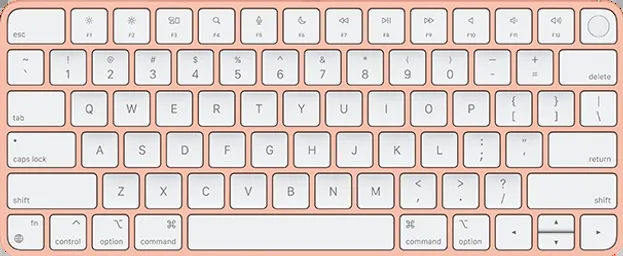 esc F1 F2 F3 F4 F5 F6 F7 F8 F9 F10 F11 F12
~ ! @ # $ % ^ & * ( ) — +
` 1 2 3 4 5 6 7 8 9 0 - = delete
tab Q W E R T Y U I O P { [ } ] | \
caps lock A S D F G H J K L : ; " ' return
shift Z X C V B N M < , > . ? / shift
fn control ⌃ option ⌥ command ⌘ ⌘ command ⌥ option ◂ ▴ ▾ ▸